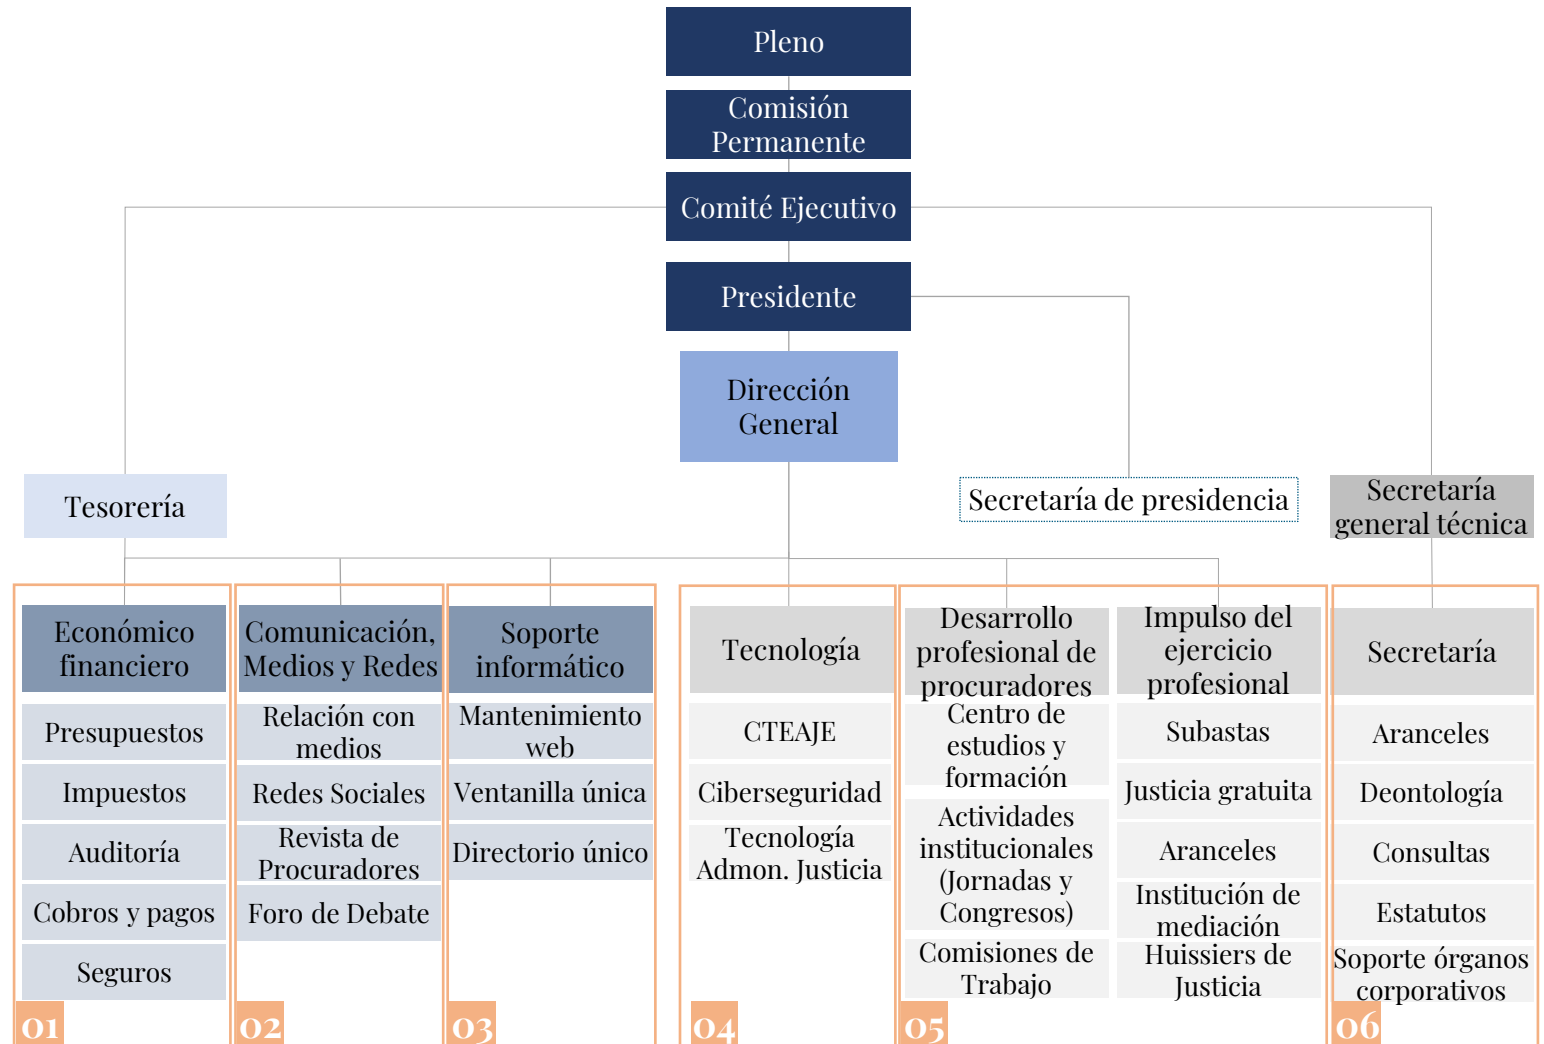 Pleno
Comisión
Permanente
Comité Ejecutivo
Presidente
Dirección
General
Tesorería
Secretaría de presidencia
Secretaría
general técnica
Económico
financiero
Presupuestos
Impuestos
Auditoría
Cobros y pagos
Seguros
01
Comunicación,
Medios y Redes
Relación con
medios
Redes Sociales
Revista de
Procuradores
Foro de Debate
02
Soporte
informático
Mantenimiento
web
Ventanilla única
Directorio único
03
Tecnología
CTEAJE
Ciberseguridad
Tecnología
Admon. Justicia
04
Desarrollo
profesional de
procuradores
Centro de
estudios y
formación
Actividades
institucionales
(Jornadas y
Congresos)
Comisiones de
Trabajo
05
Impulso del
ejercicio
profesional
Subastas
Justicia gratuita
Aranceles
Institución de
mediación
Huissiers de
Justicia
Secretaría
Aranceles
Deontología
Consultas
Estatutos
Soporte órganos
corporativos
06